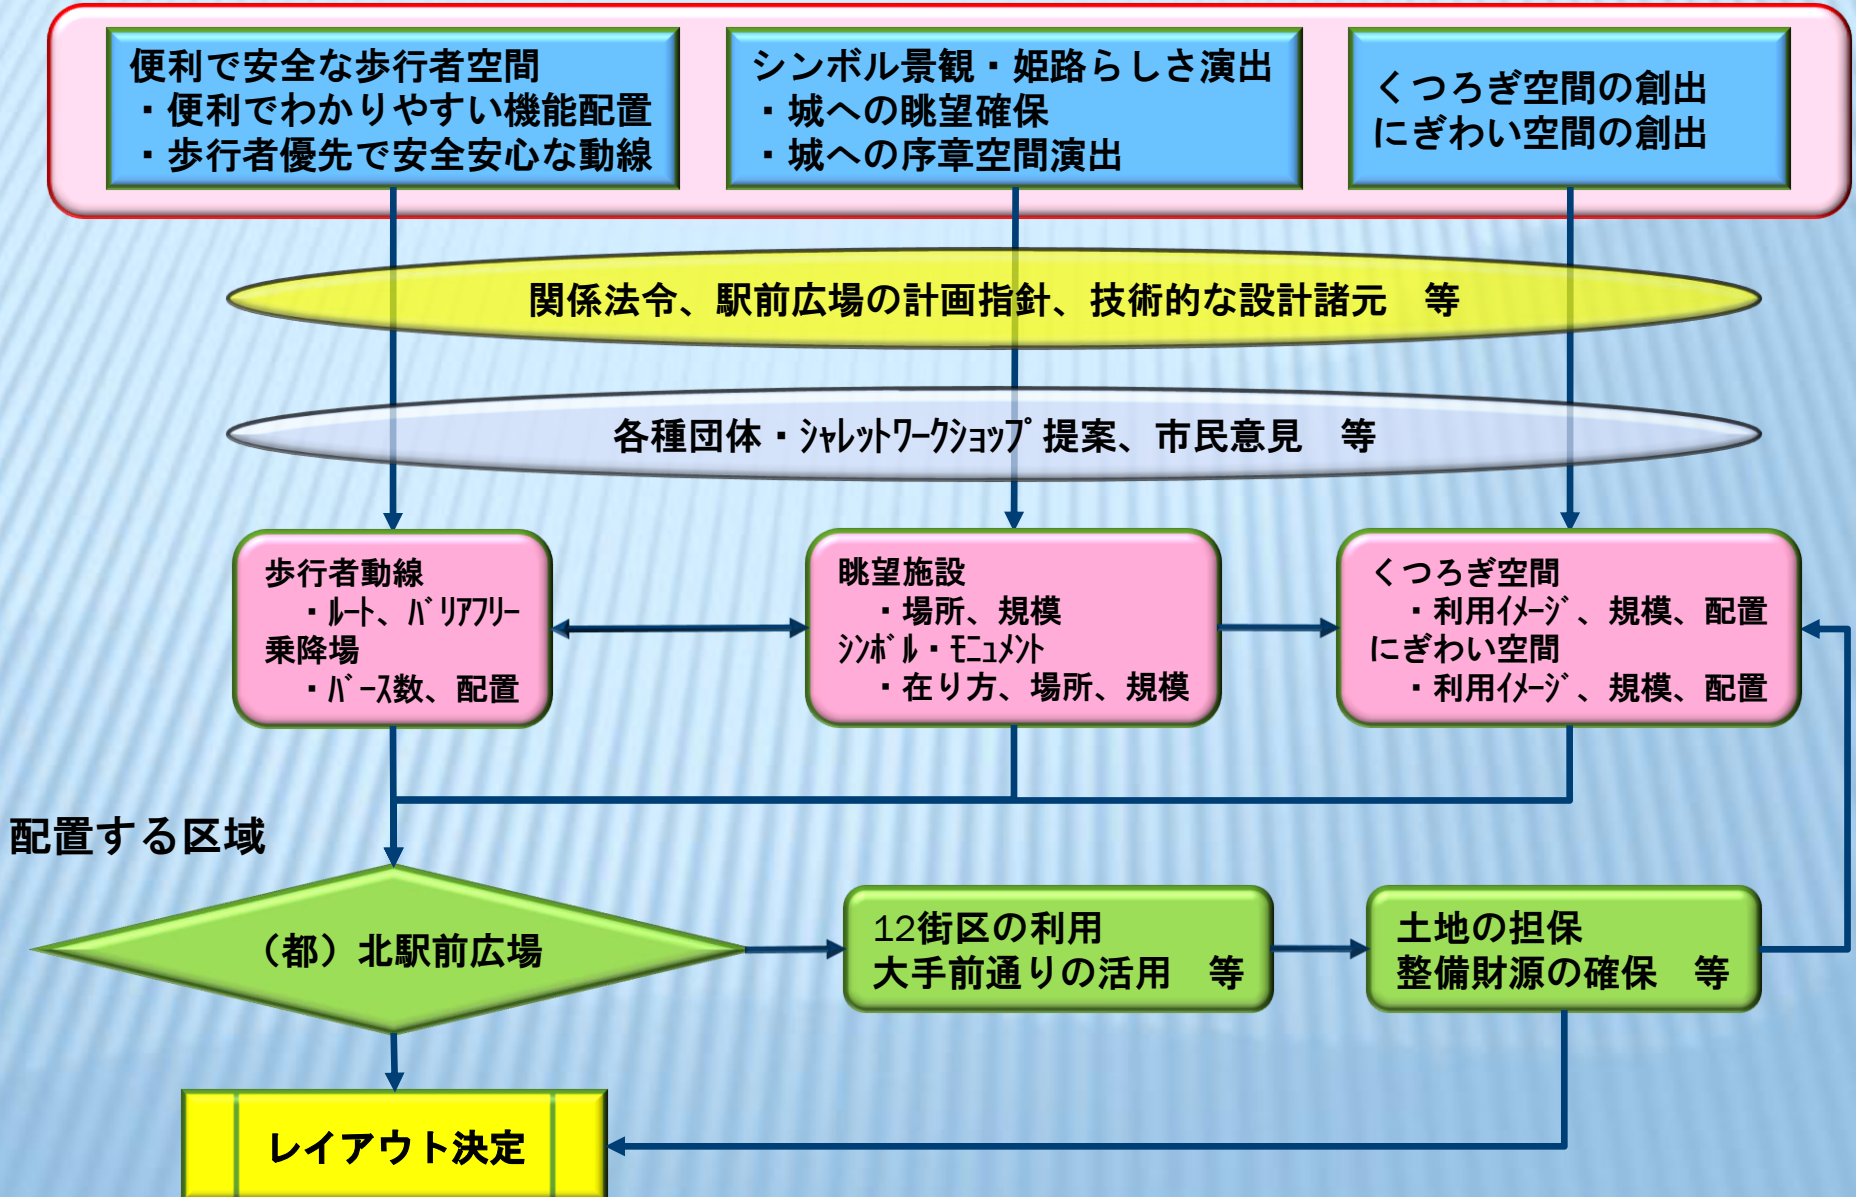 便利で安全な歩行者空間
・便利でわかりやすい機能配置
・歩行者優先で安全安心な動線
シンボル景観・姫路らしさ演出
・城への眺望確保
・城への序章空間演出
くつろぎ空間の創出
にぎわい空間の創出
関係法令、駅前広場の計画指針、技術的な設計諸元　等
各種団体・ｼｬﾚｯﾄﾜｰｸｼｮｯﾌﾟ提案、市民意見　等
歩行者動線
・ﾙｰﾄ、ﾊﾞﾘｱﾌﾘｰ
乗降場
・ﾊﾞｰｽ数、配置
眺望施設
・場所、規模
ｼﾝﾎﾞﾙ・ﾓﾆｭﾒﾝﾄ
・在り方、場所、規模
くつろぎ空間
・利用ｲﾒｰｼﾞ、規模、配置
にぎわい空間
・利用ｲﾒｰｼﾞ、規模、配置
配置する区域
（都）北駅前広場
12街区の利用
大手前通りの活用　等
土地の担保
整備財源の確保　等
レイアウト決定